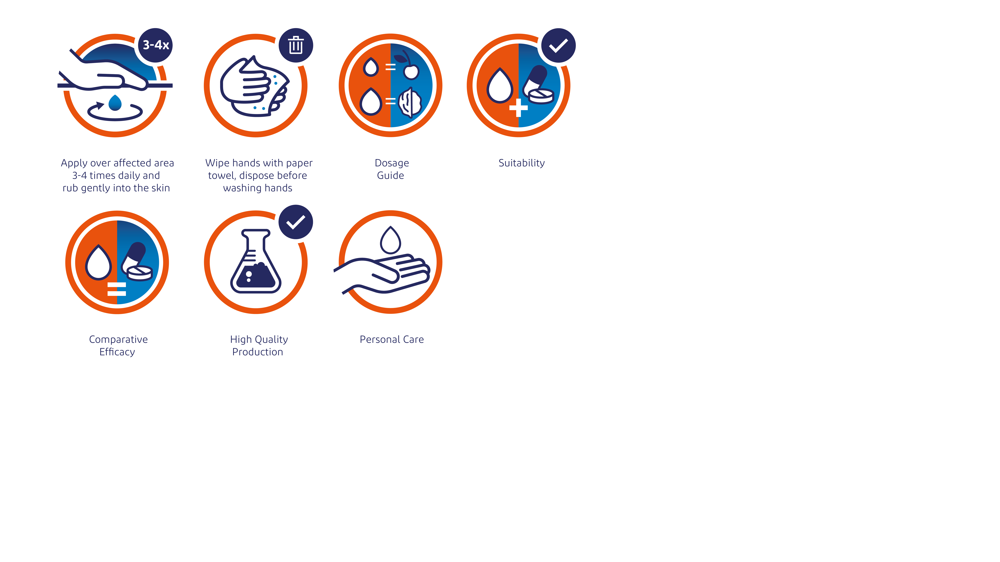 3-4x
Apply over affected area
3-4 times daily and
rub gently into the skin
Wipe hands with paper
towel, dispose before
washing hands
Dosage
Guide
Suitability
Comparative
Efficacy
High Quality
Production
Personal Care